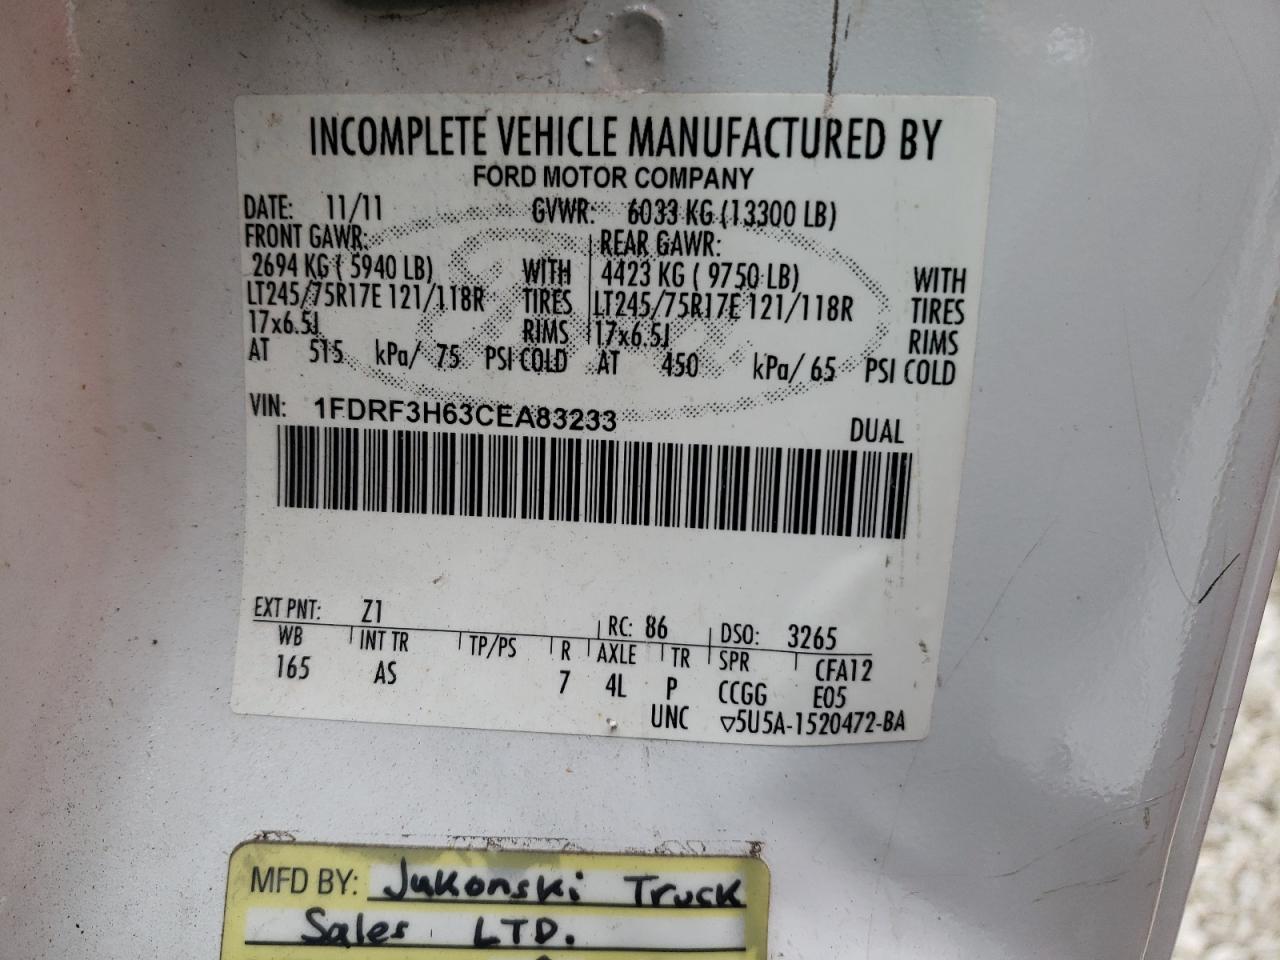 INCOMPLETE VEHICLE MANUFACTURED BY
FORD MOTOR COMPANY
DATE: 11/11 GVWR: 6033 KG (13300 LB)
FRONT GAWR: REAR GAWR:
2694 KG ( 5940 LB) WITH 4423 KG ( 9750 LB) WITH
LT245/75R17E 121/118R TIRES LT245/75R17E 121/118R TIRES
17x6.5J RIMS 17x6.5J RIMS
AT 515 kPa/ 75 PSI COLD AT 450 kPa/ 65 PSI COLD
VIN: 1FDRF3H63CEA83233 DUAL
EXT PNT: Z1 RC: 86 DSO: 3265
WB INT TR TP/PS R AXLE TR SPR CFA12
165 AS 7 4L P CCGG E05
UNC ▽5U5A-1520472-BA
MFD BY: Jukonski Truck
Sales LTD.